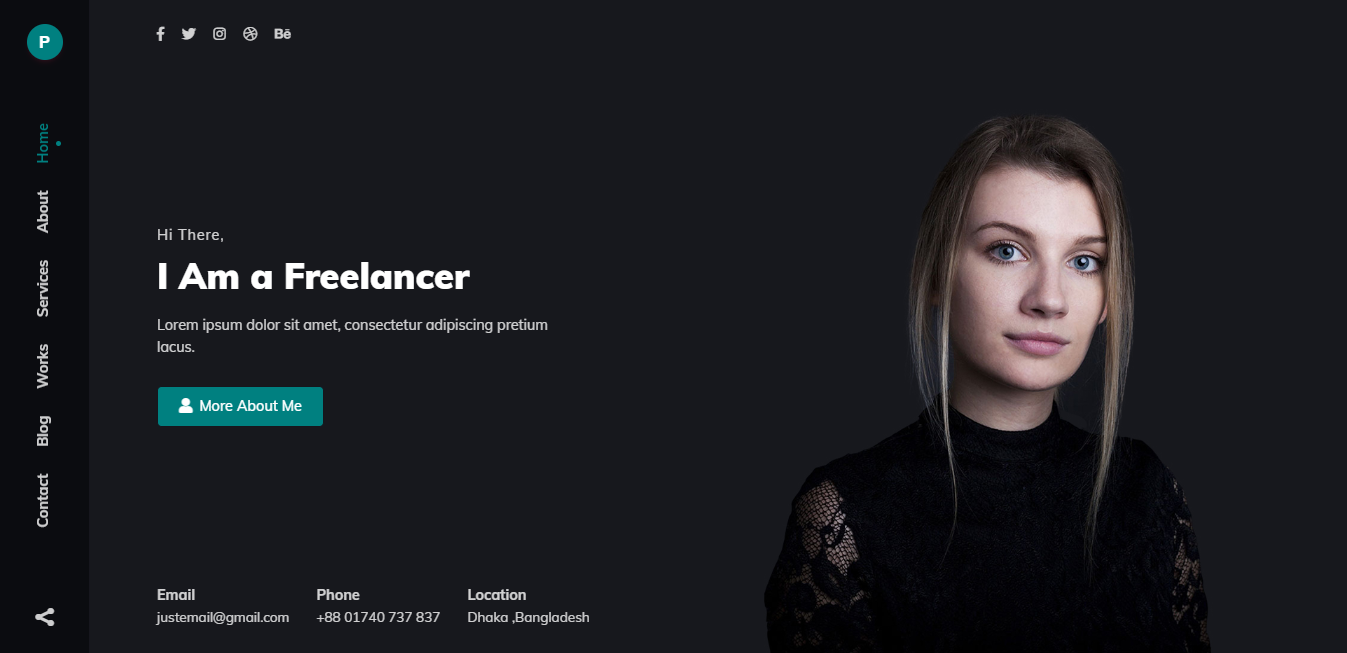 P
Home
About
Services
Works
Blog
Contact
Bē
Hi There,
I Am a Freelancer
Lorem ipsum dolor sit amet, consectetur adipiscing pretium
lacus.
More About Me
Email
justemail@gmail.com
Phone
+88 01740 737 837
Location
Dhaka ,Bangladesh